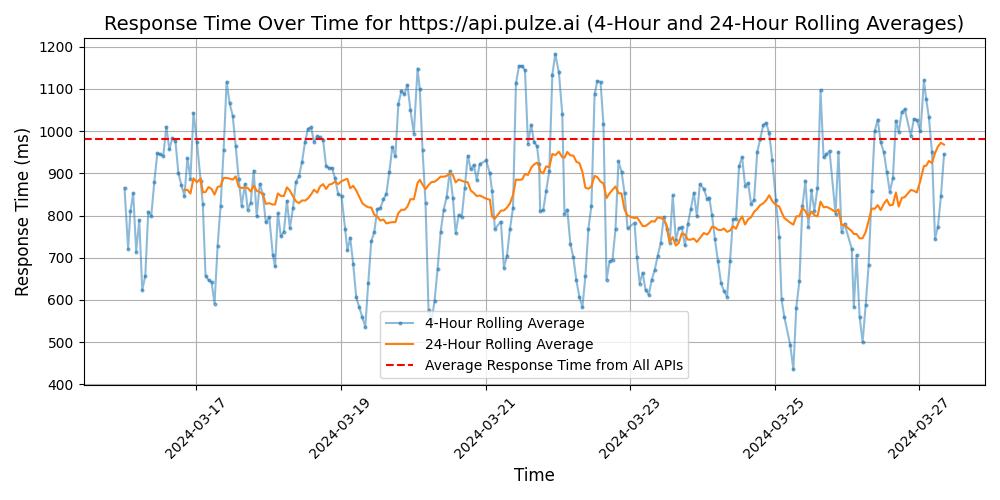 Response Time Over Time for https://api.pulze.ai (4-Hour and 24-Hour Rolling Averages)
Response Time (ms)
1200
1100
1000
900
800
700
600
500
400
4-Hour Rolling Average
24-Hour Rolling Average
Average Response Time from All APIs
2024-03-17
2024-03-19
2024-03-21
2024-03-23
2024-03-25
2024-03-27
Time